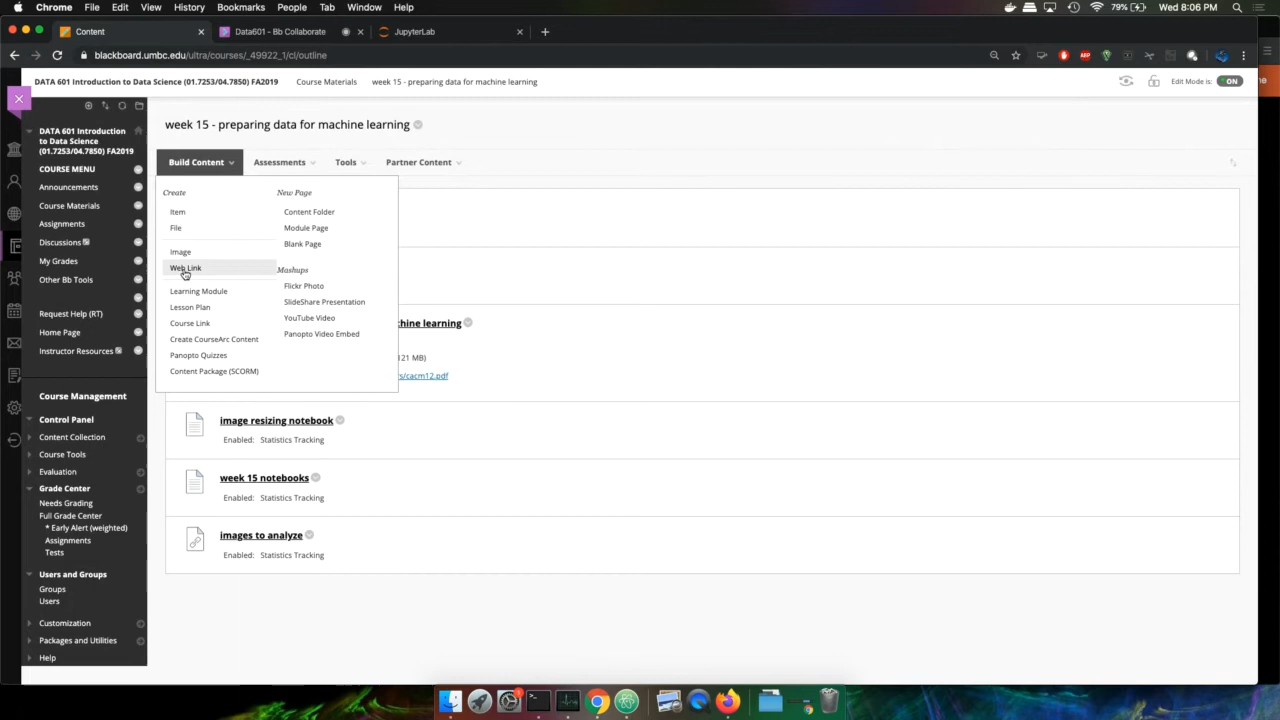 Chrome File Edit View History Bookmarks People Tab Window Help
79% Wed 8:06 PM
Content
Data601 - Bb Collaborate
JupyterLab
blackboard.umbc.edu/ultra/courses/_49922_1/cl/outline
ABP
DATA 601 Introduction to Data Science (01.7253/04.7850) FA2019 Course Materials week 15 - preparing data for machine learning
Edit Mode is: ON
DATA 601 Introduction
to Data Science
(01.7253/04.7850) FA2019
COURSE MENU
Announcements
Course Materials
Assignments
Discussions
My Grades
Other Bb Tools
Request Help (RT)
Home Page
Instructor Resources
Course Management
Control Panel
Content Collection
Course Tools
Evaluation
Grade Center
Needs Grading
Full Grade Center
* Early Alert (weighted)
Assignments
Tests
Users and Groups
Groups
Users
Customization
Packages and Utilities
Help
week 15 - preparing data for machine learning
Build Content Assessments Tools Partner Content
Create
Item
File
Image
Web Link
Learning Module
Lesson Plan
Course Link
Create CourseArc Content
Panopto Quizzes
Content Package (SCORM)
New Page
Content Folder
Module Page
Blank Page
Mashups
Flickr Photo
SlideShare Presentation
YouTube Video
Panopto Video Embed
chine learning
121 MB)
s/cacm12.pdf
image resizing notebook
Enabled: Statistics Tracking
week 15 notebooks
Enabled: Statistics Tracking
images to analyze
Enabled: Statistics Tracking